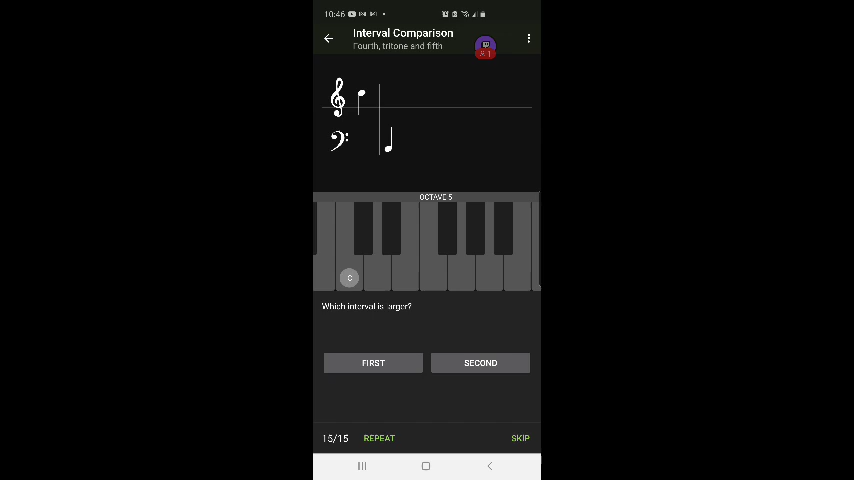 10:46
Interval Comparison
Fourth, tritone and fifth
1
OCTAVE 5
C
Which interval is larger?
FIRST SECOND
15/15 REPEAT SKIP